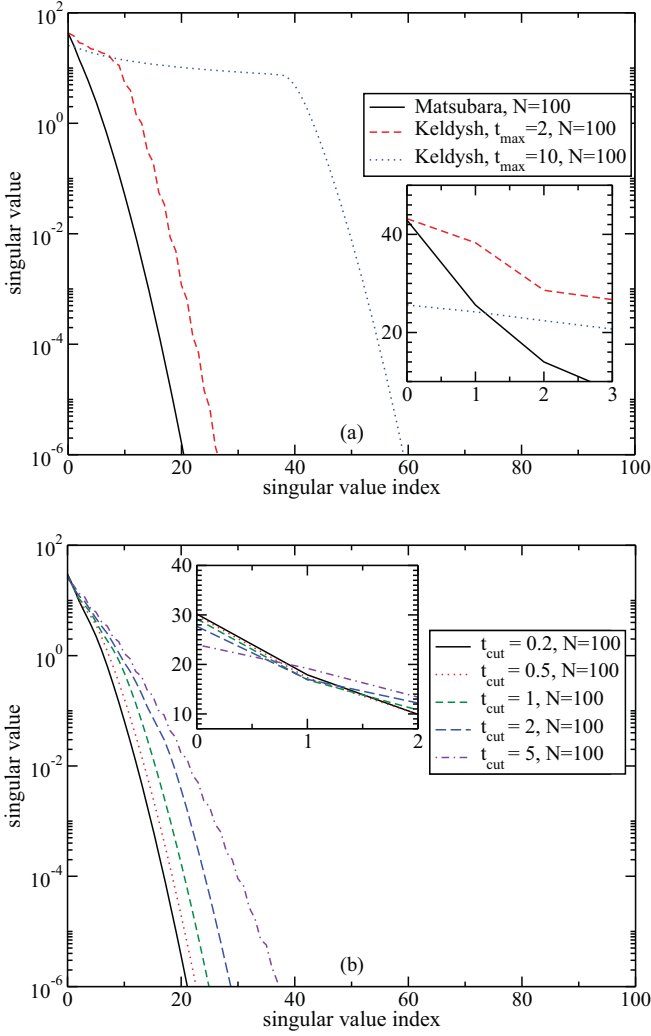 10^2
10^0
10^-2
10^-4
10^-6
singular value
Matsubara, N=100
Keldysh, t_max=2, N=100
Keldysh, t_max=10, N=100
40
20
0 1 2 3
(a)
0 20 40 60 80 100
singular value index
10^2
10^0
10^-2
10^-4
10^-6
singular value
40
30
20
10
0 1 2
t_cut = 0.2, N=100
t_cut = 0.5, N=100
t_cut = 1, N=100
t_cut = 2, N=100
t_cut = 5, N=100
(b)
0 20 40 60 80 100
singular value index